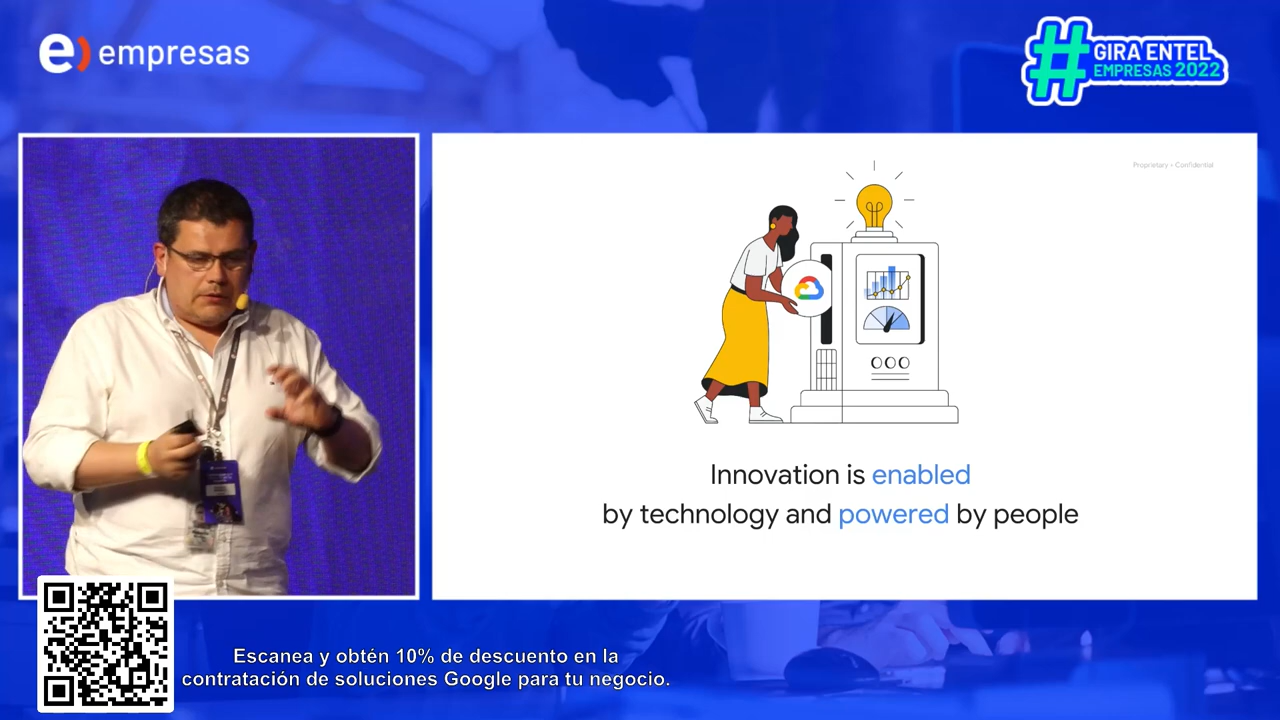 e) empresas
# GIRA ENTEL
EMPRESAS 2022
Proprietary + Confidential
Innovation is enabled
by technology and powered by people
Escanea y obtén 10% de descuento en la
contratación de soluciones Google para tu negocio.